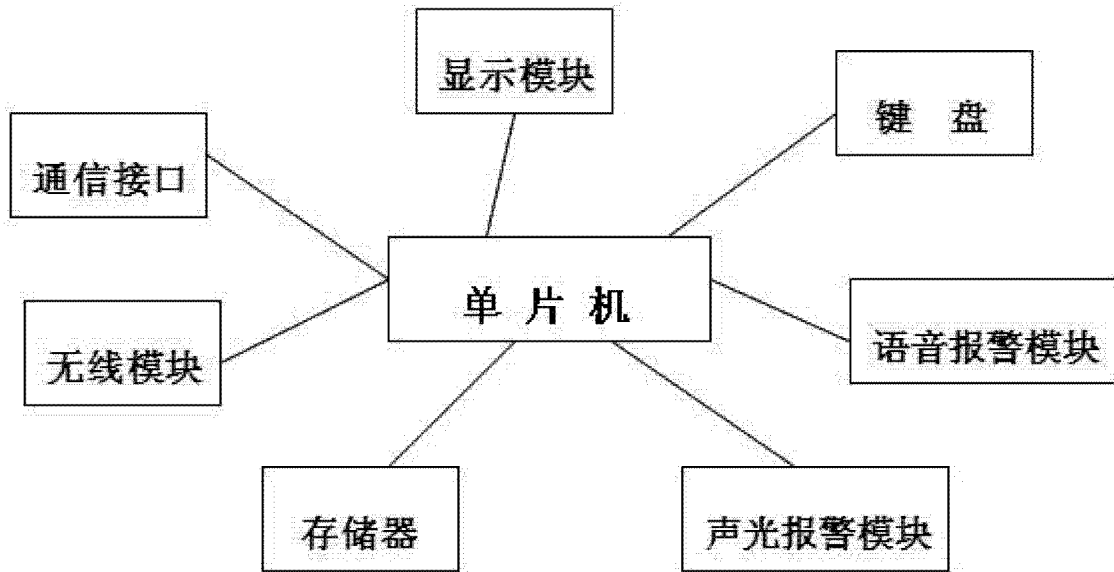 显示模块
键 盘
通信接口
单 片 机
无线模块
语音报警模块
存储器
声光报警模块